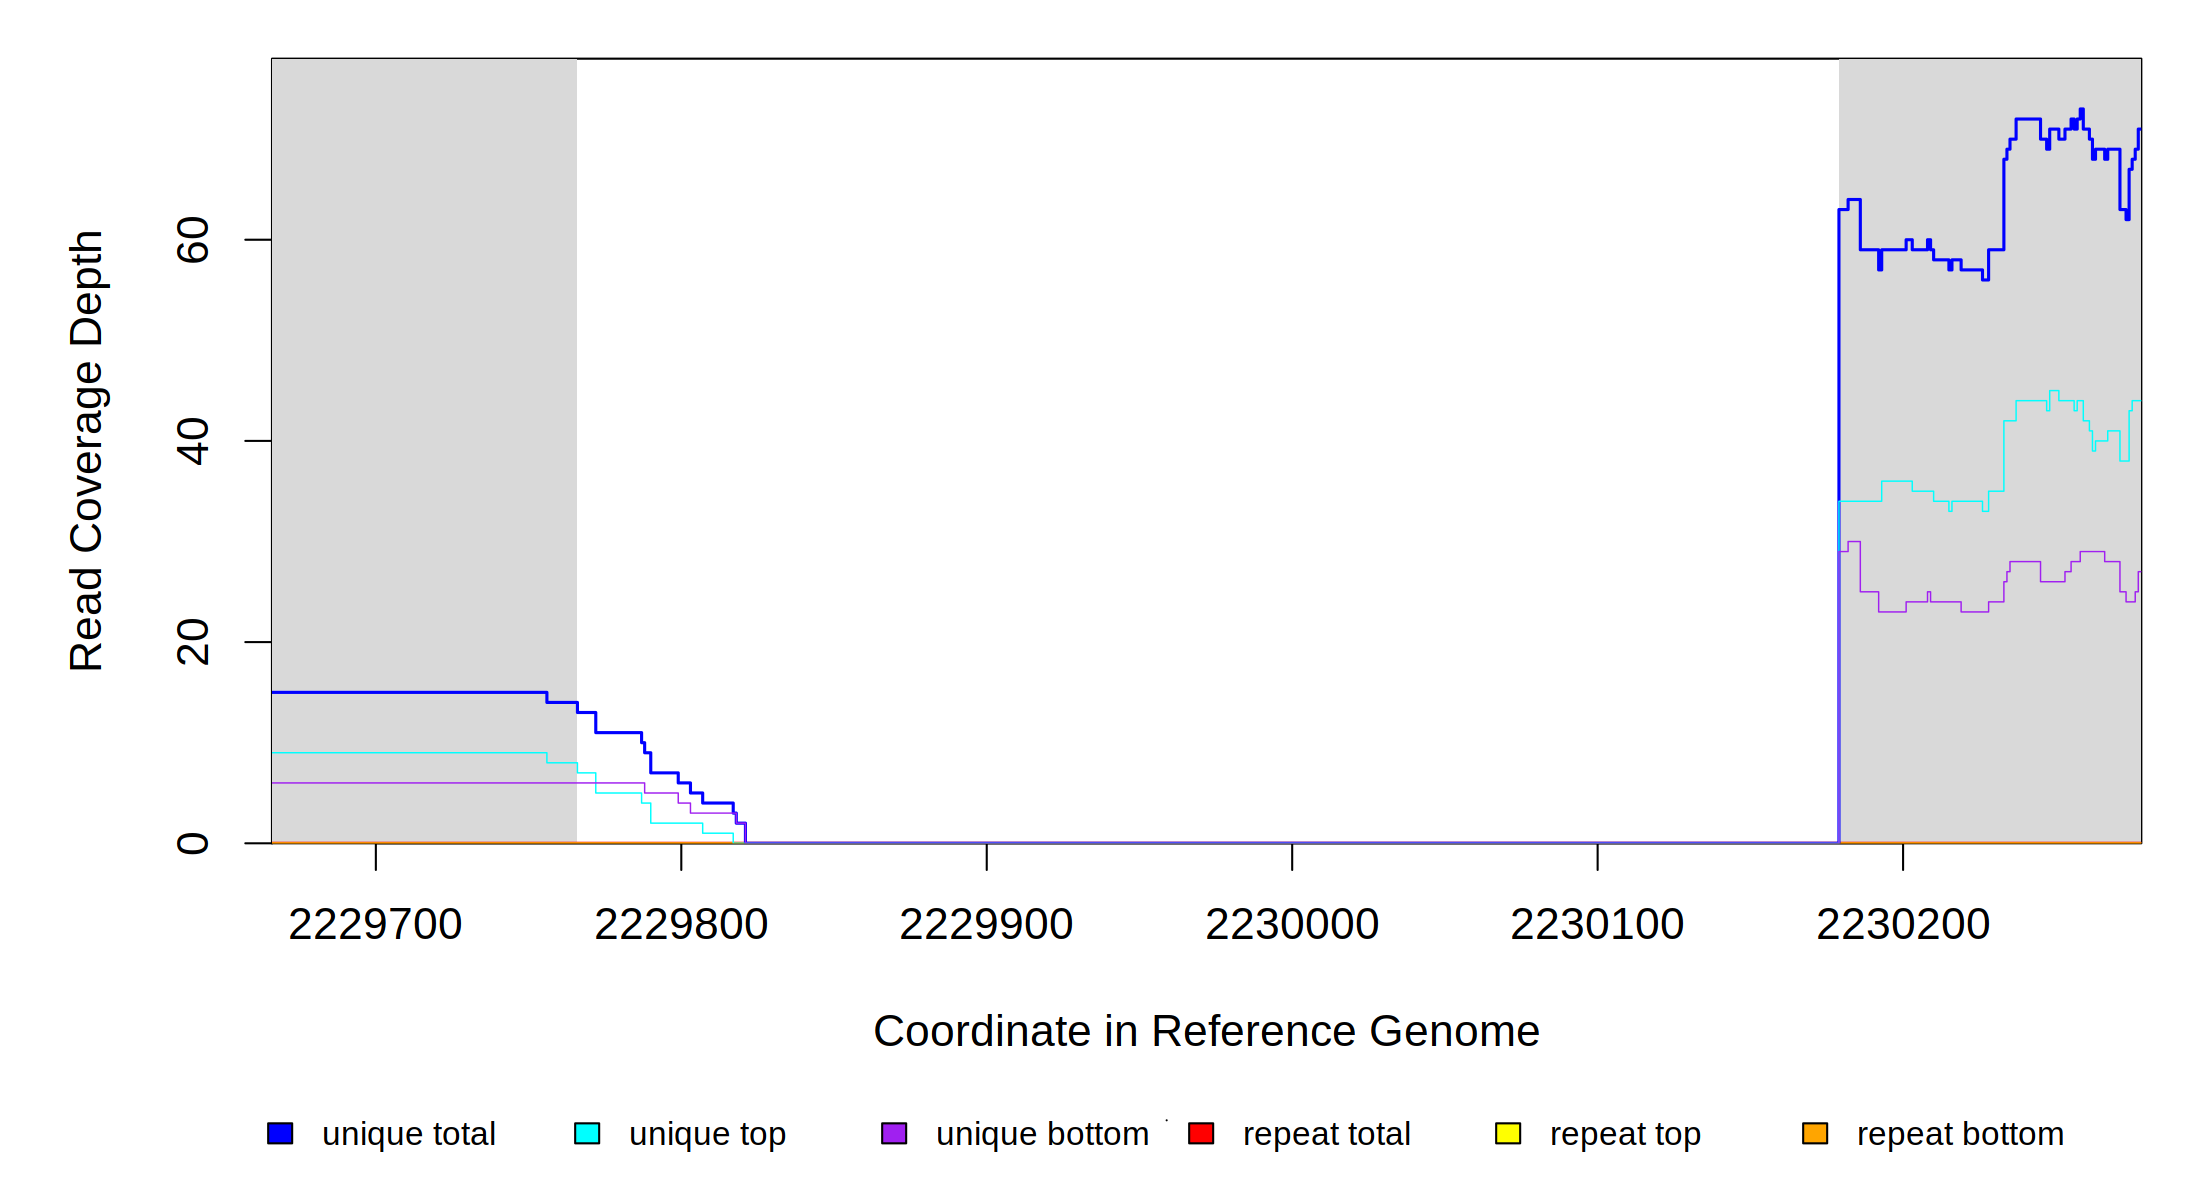 Read Coverage Depth
60
40
20
0
2229700 2229800 2229900 2230000 2230100 2230200
Coordinate in Reference Genome
unique total unique top unique bottom repeat total repeat top repeat bottom